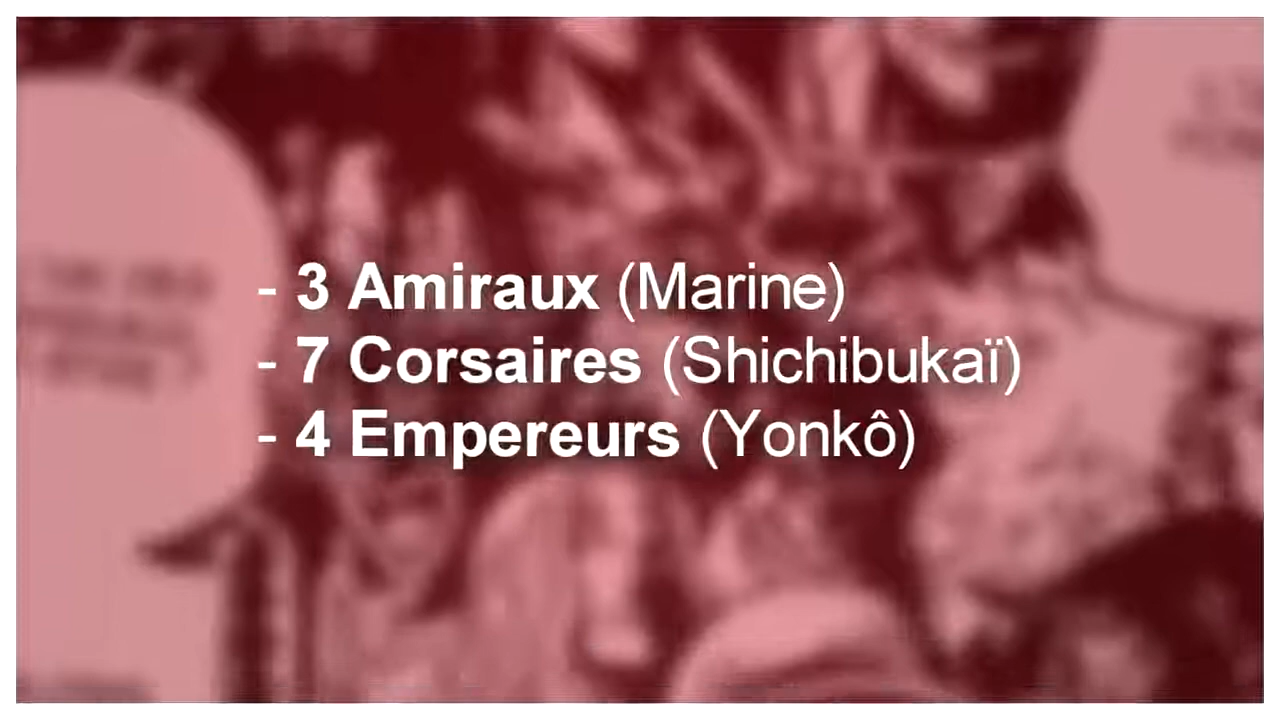 - 3 Amiraux (Marine)
- 7 Corsaires (Shichibukaï)
- 4 Empereurs (Yonkô)